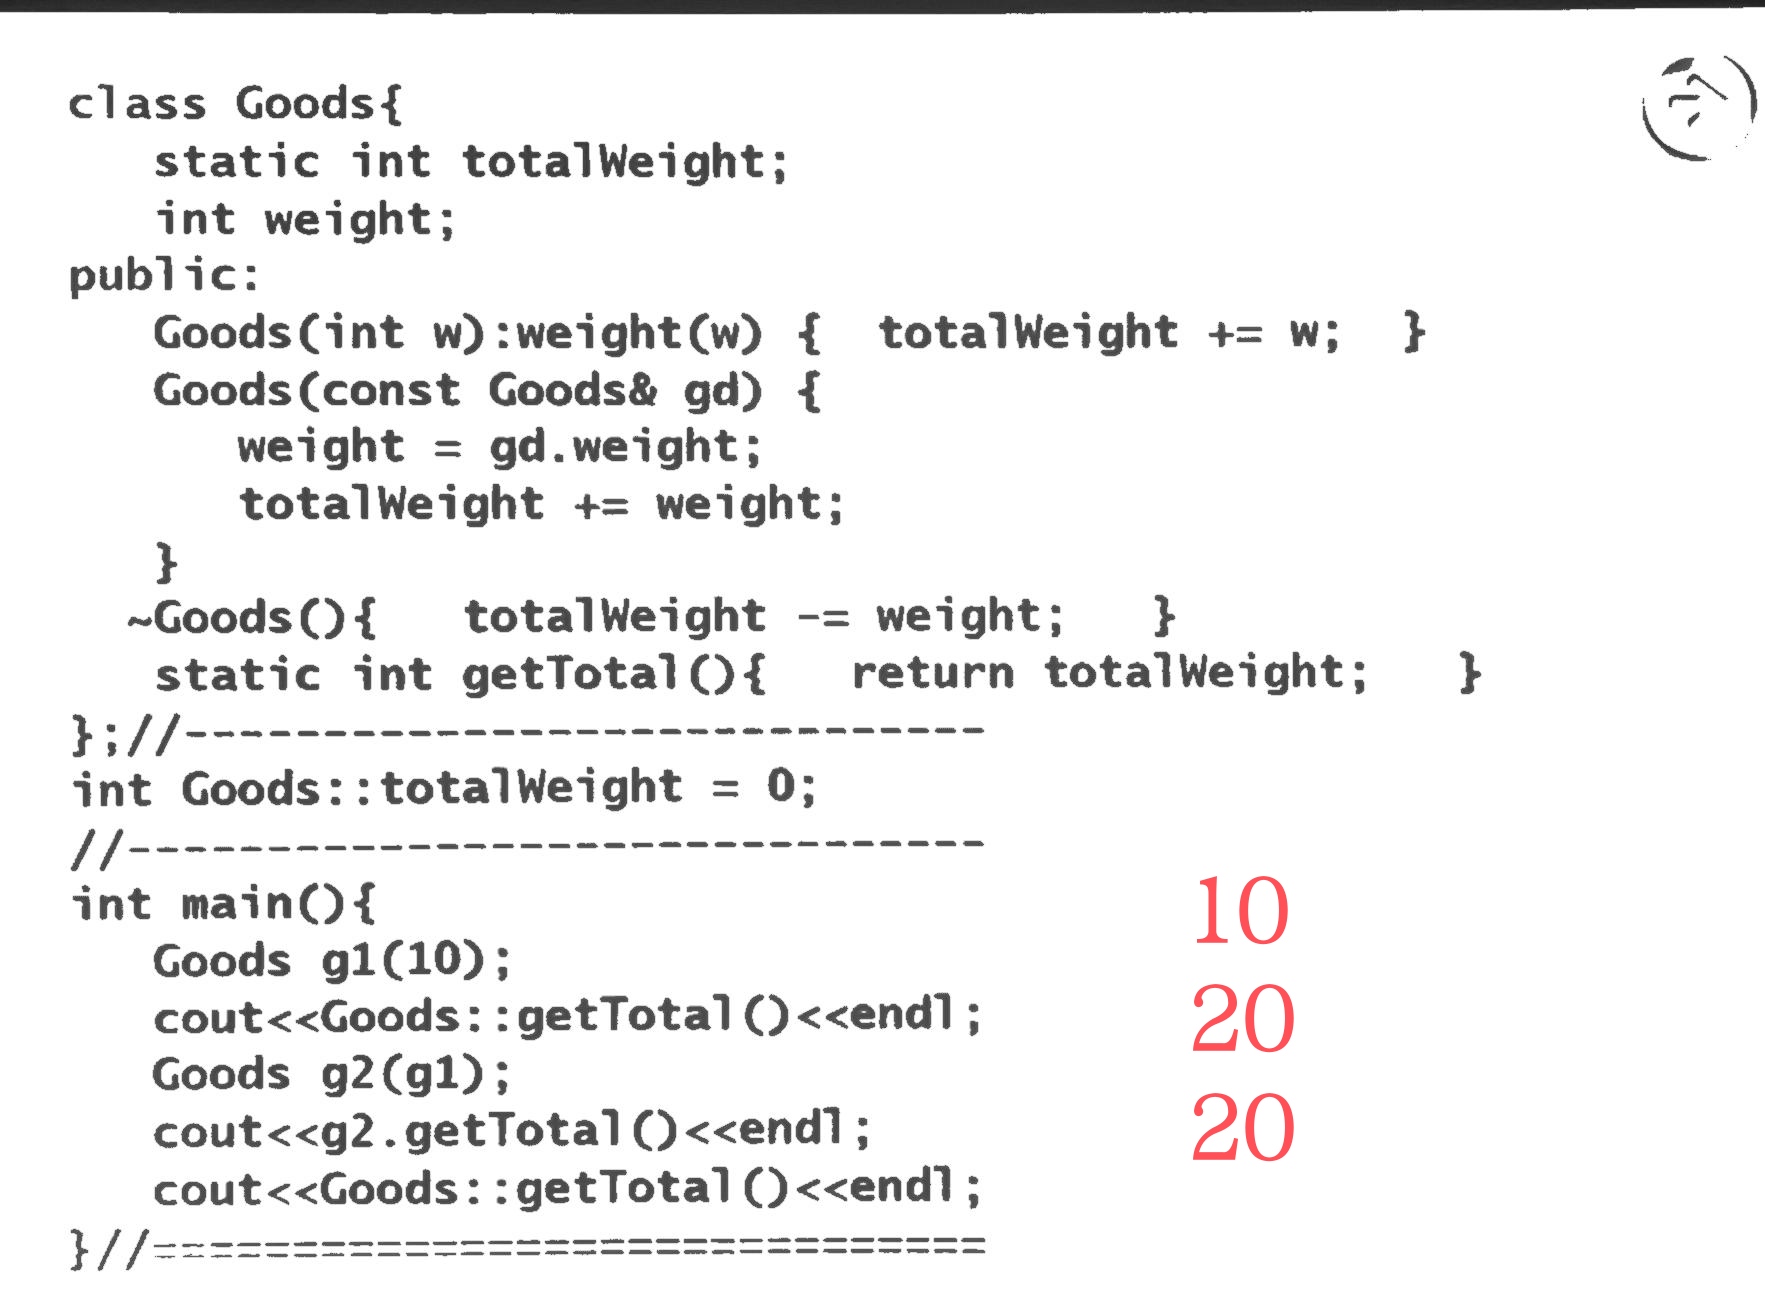 class Goods{
   static int totalWeight;
   int weight;
public:
   Goods(int w):weight(w) {  totalWeight += w;  }
   Goods(const Goods& gd) {
      weight = gd.weight;
      totalWeight += weight;
   }
  ~Goods(){   totalWeight -= weight;   }
   static int getTotal(){   return totalWeight;   }
};//-----------------------------
int Goods::totalWeight = 0;
//-------------------------------
int main(){
   Goods g1(10);
   cout<<Goods::getTotal()<<endl;
   Goods g2(g1);
   cout<<g2.getTotal()<<endl;
   cout<<Goods::getTotal()<<endl;
}//==============================
10
20
20